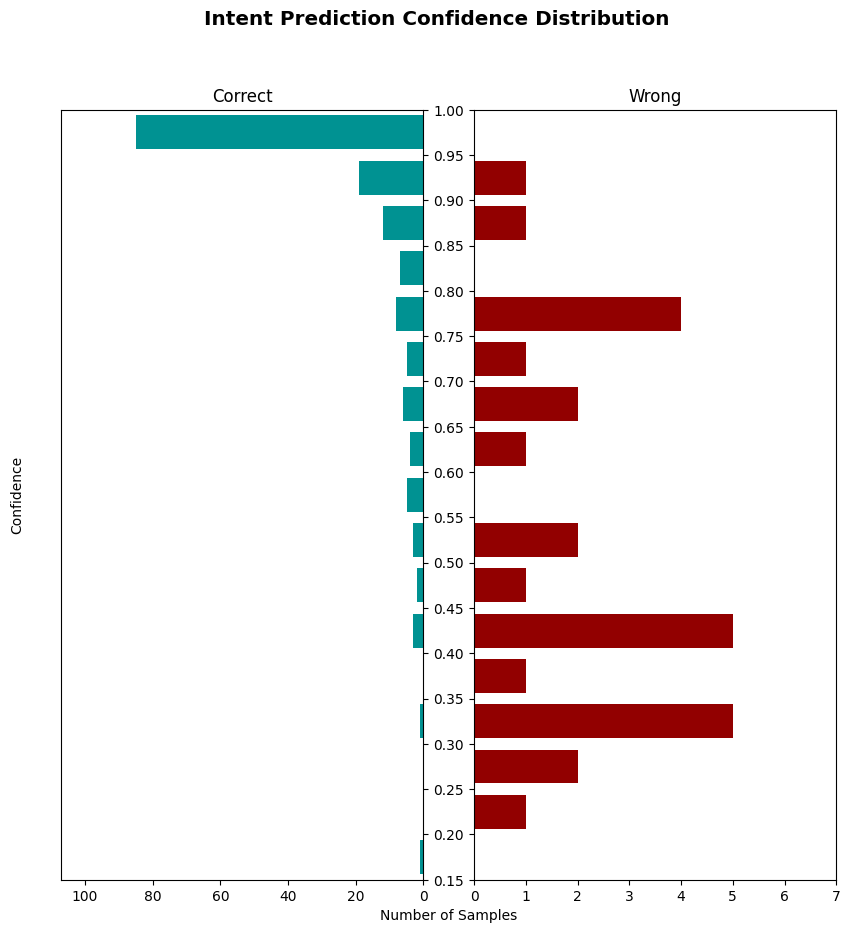 Intent Prediction Confidence Distribution
Correct
Wrong
1.00
0.95
0.90
0.85
0.80
0.75
0.70
0.65
0.60
0.55
0.50
0.45
0.40
0.35
0.30
0.25
0.20
0.15
Confidence
100 80 60 40 20 0
0 1 2 3 4 5 6 7
Number of Samples